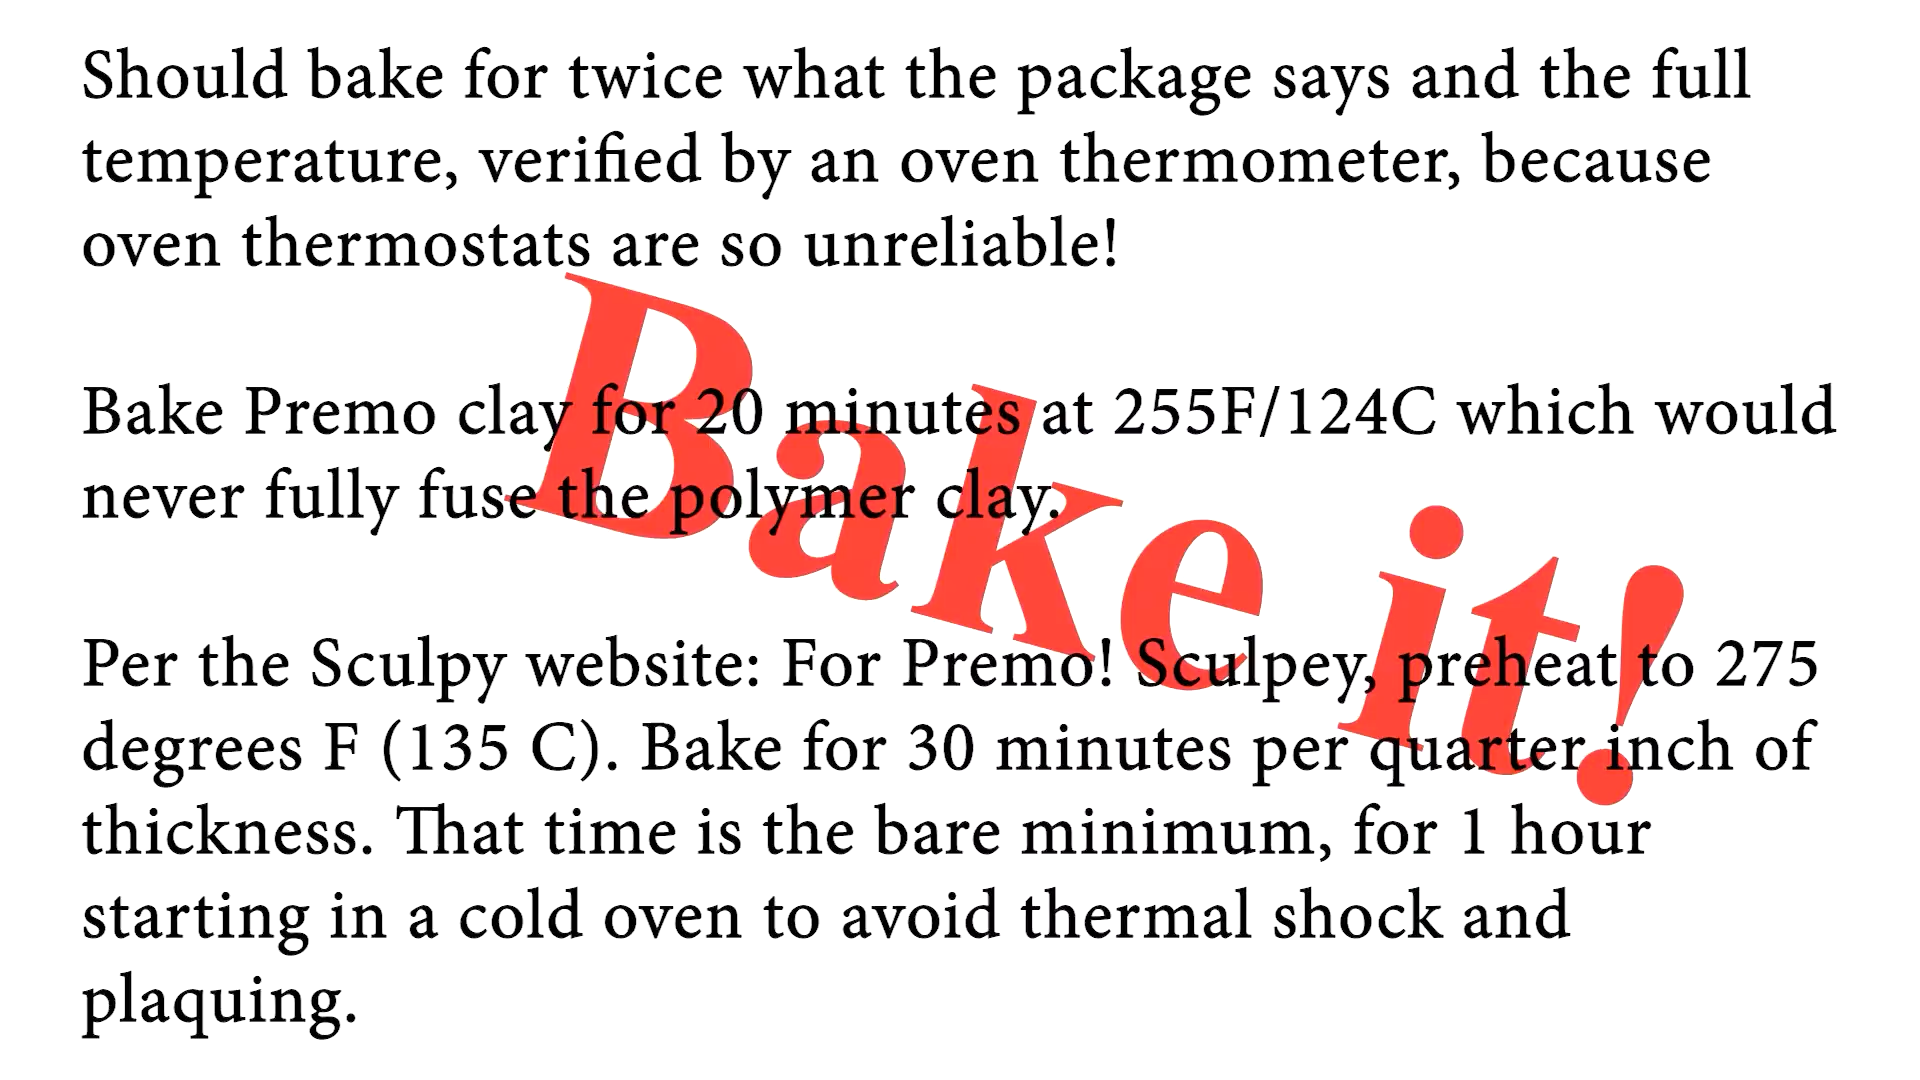 Should bake for twice what the package says and the full
temperature, verified by an oven thermometer, because
oven thermostats are so unreliable!
Bake Premo clay for 20 minutes at 255F/124C which would
never fully fuse the polymer clay.
Bake it!
Per the Sculpy website: For Premo! Sculpey, preheat to 275
degrees F (135 C). Bake for 30 minutes per quarter inch of
thickness. That time is the bare minimum, for 1 hour
starting in a cold oven to avoid thermal shock and
plaquing.